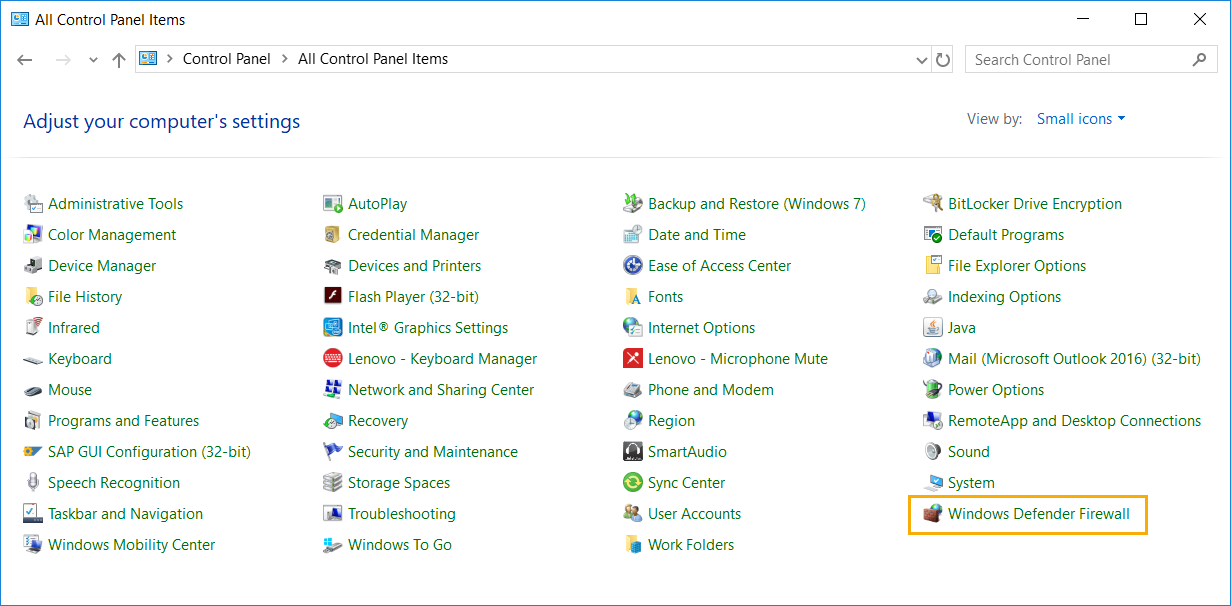 All Control Panel Items
Control Panel > All Control Panel Items
Search Control Panel
Adjust your computer's settings
View by: Small icons
Administrative Tools AutoPlay Backup and Restore (Windows 7) BitLocker Drive Encryption
Color Management Credential Manager Date and Time Default Programs
Device Manager Devices and Printers Ease of Access Center File Explorer Options
File History Flash Player (32-bit) Fonts Indexing Options
Infrared Intel® Graphics Settings Internet Options Java
Keyboard Lenovo - Keyboard Manager Lenovo - Microphone Mute Mail (Microsoft Outlook 2016) (32-bit)
Mouse Network and Sharing Center Phone and Modem Power Options
Programs and Features Recovery Region RemoteApp and Desktop Connections
SAP GUI Configuration (32-bit) Security and Maintenance SmartAudio Sound
Speech Recognition Storage Spaces Sync Center System
Taskbar and Navigation Troubleshooting User Accounts Windows Defender Firewall
Windows Mobility Center Windows To Go Work Folders